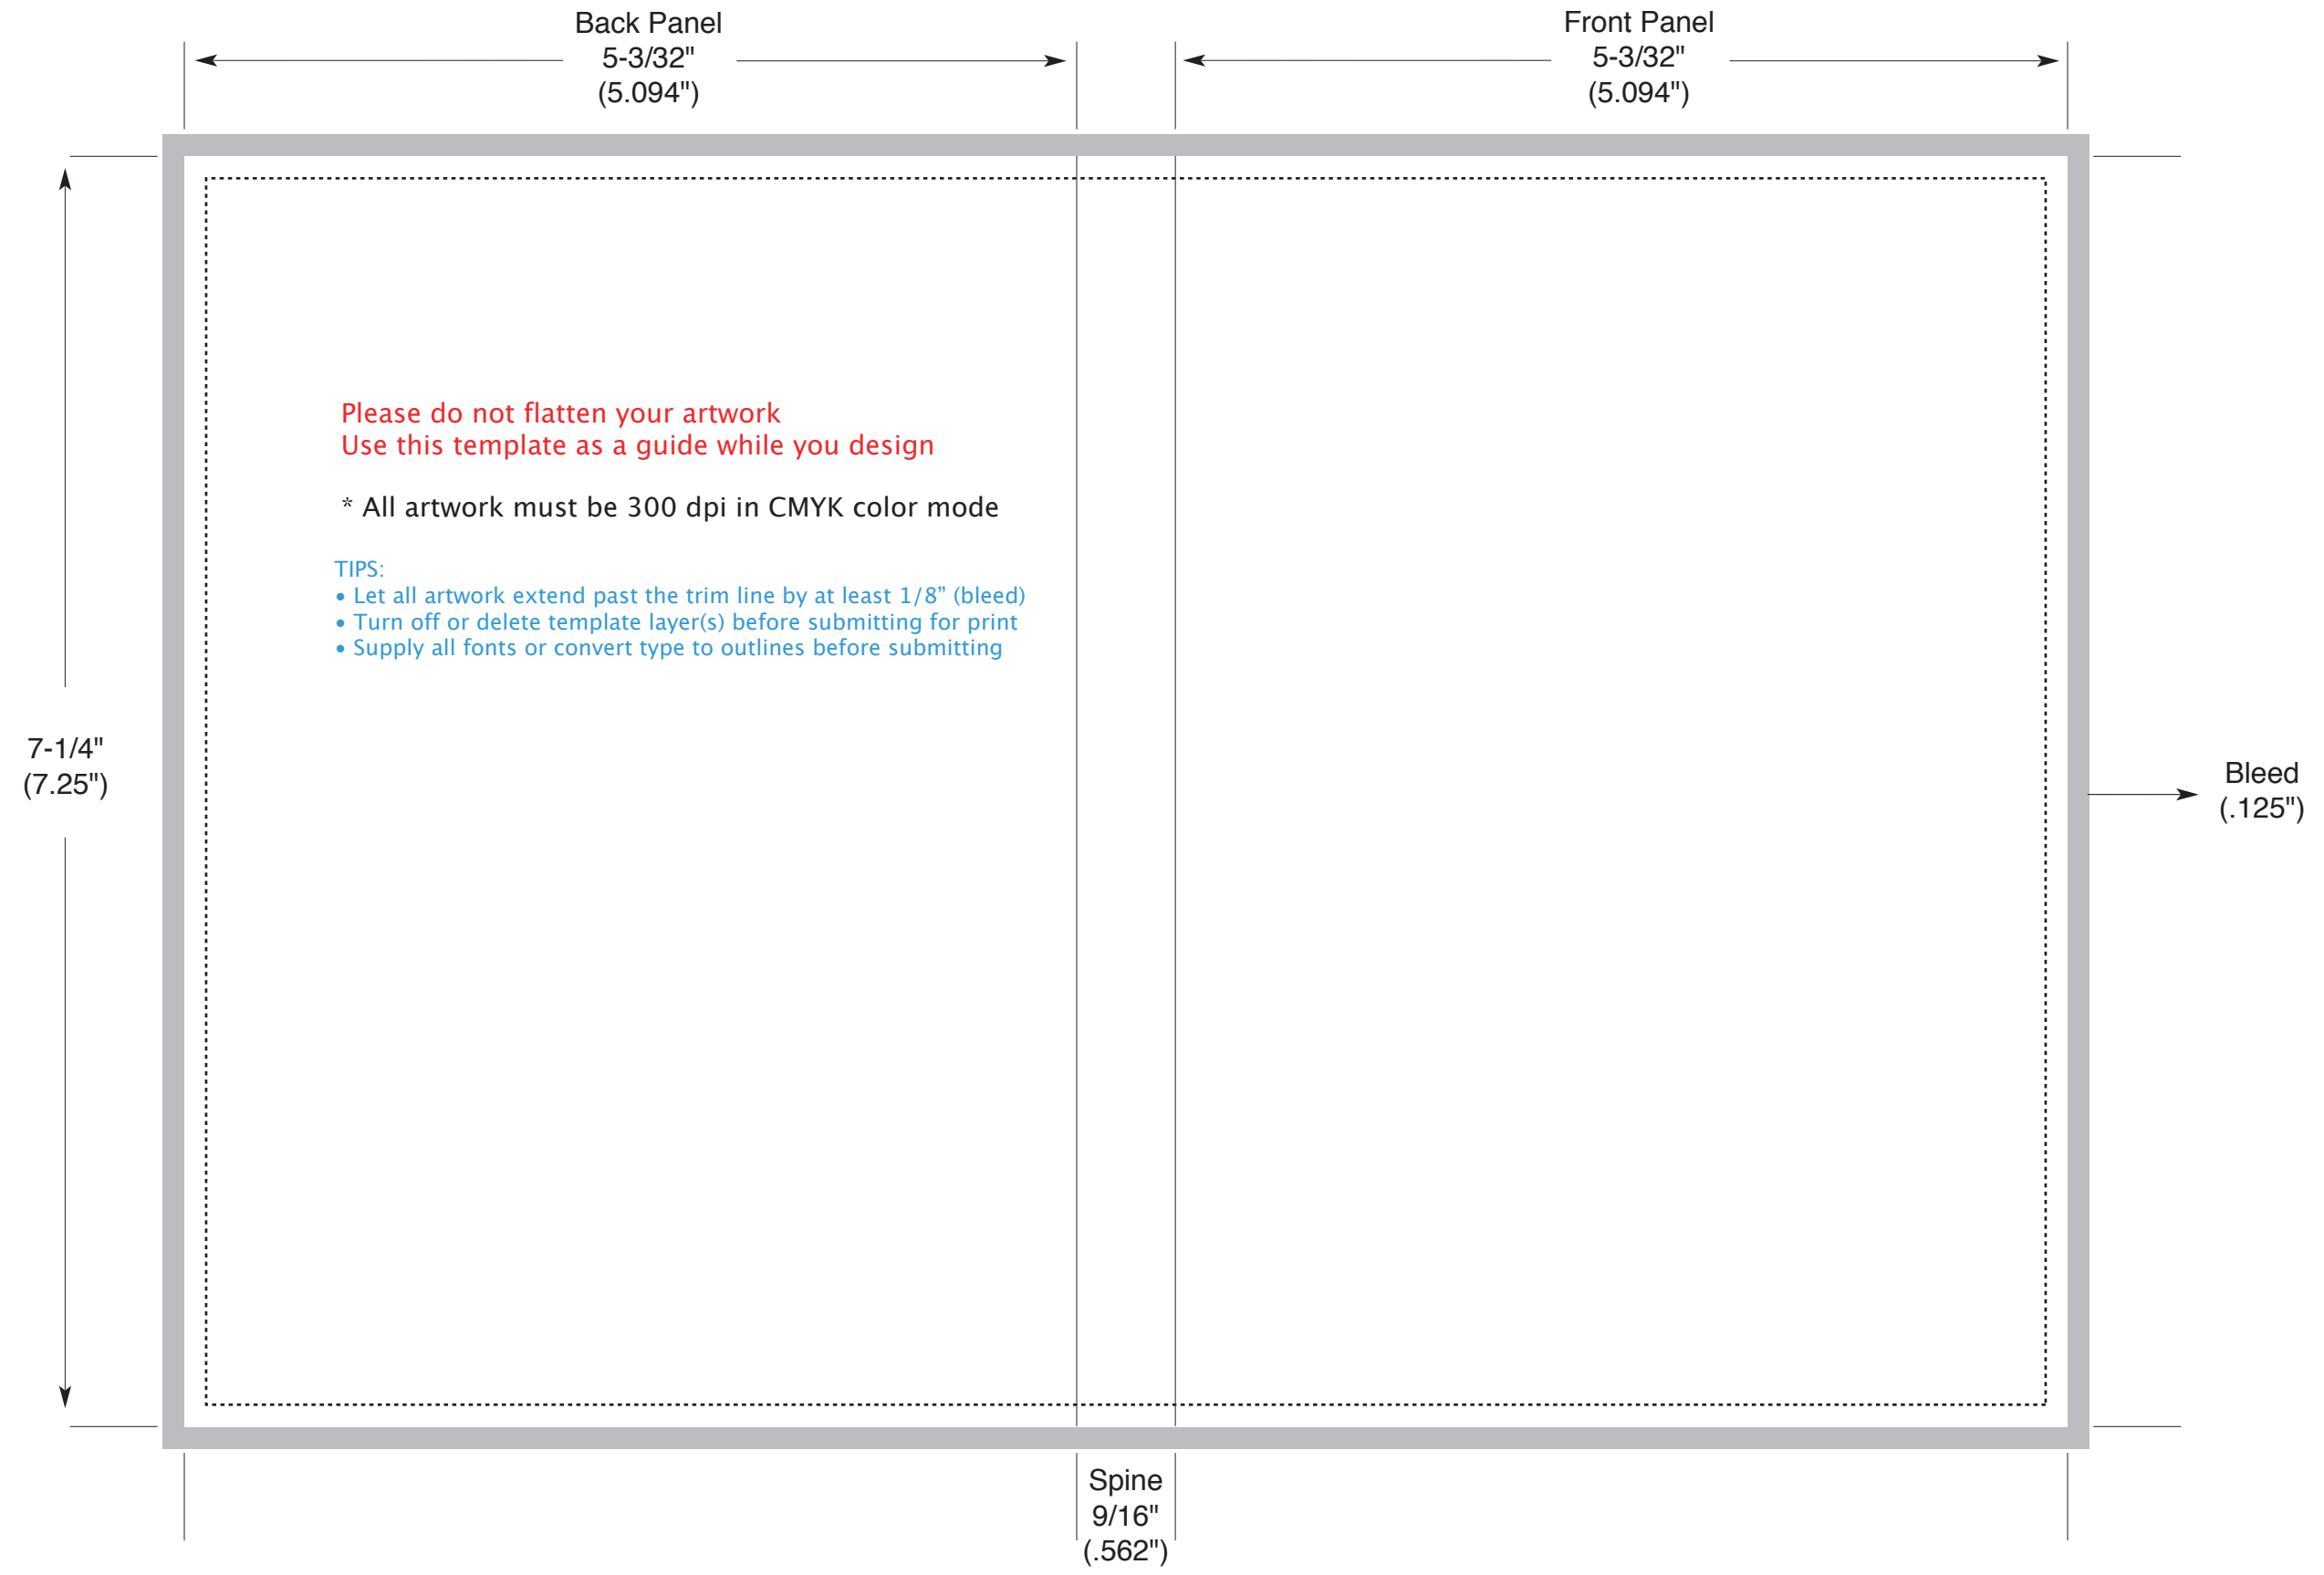 Back Panel
5-3/32"
(5.094")
Front Panel
5-3/32"
(5.094")
Please do not flatten your artwork
Use this template as a guide while you design
* All artwork must be 300 dpi in CMYK color mode
TIPS:
• Let all artwork extend past the trim line by at least 1/8” (bleed)
• Turn off or delete template layer(s) before submitting for print
• Supply all fonts or convert type to outlines before submitting
7-1/4"
(7.25")
Bleed
(.125")
Spine
9/16"
(.562")